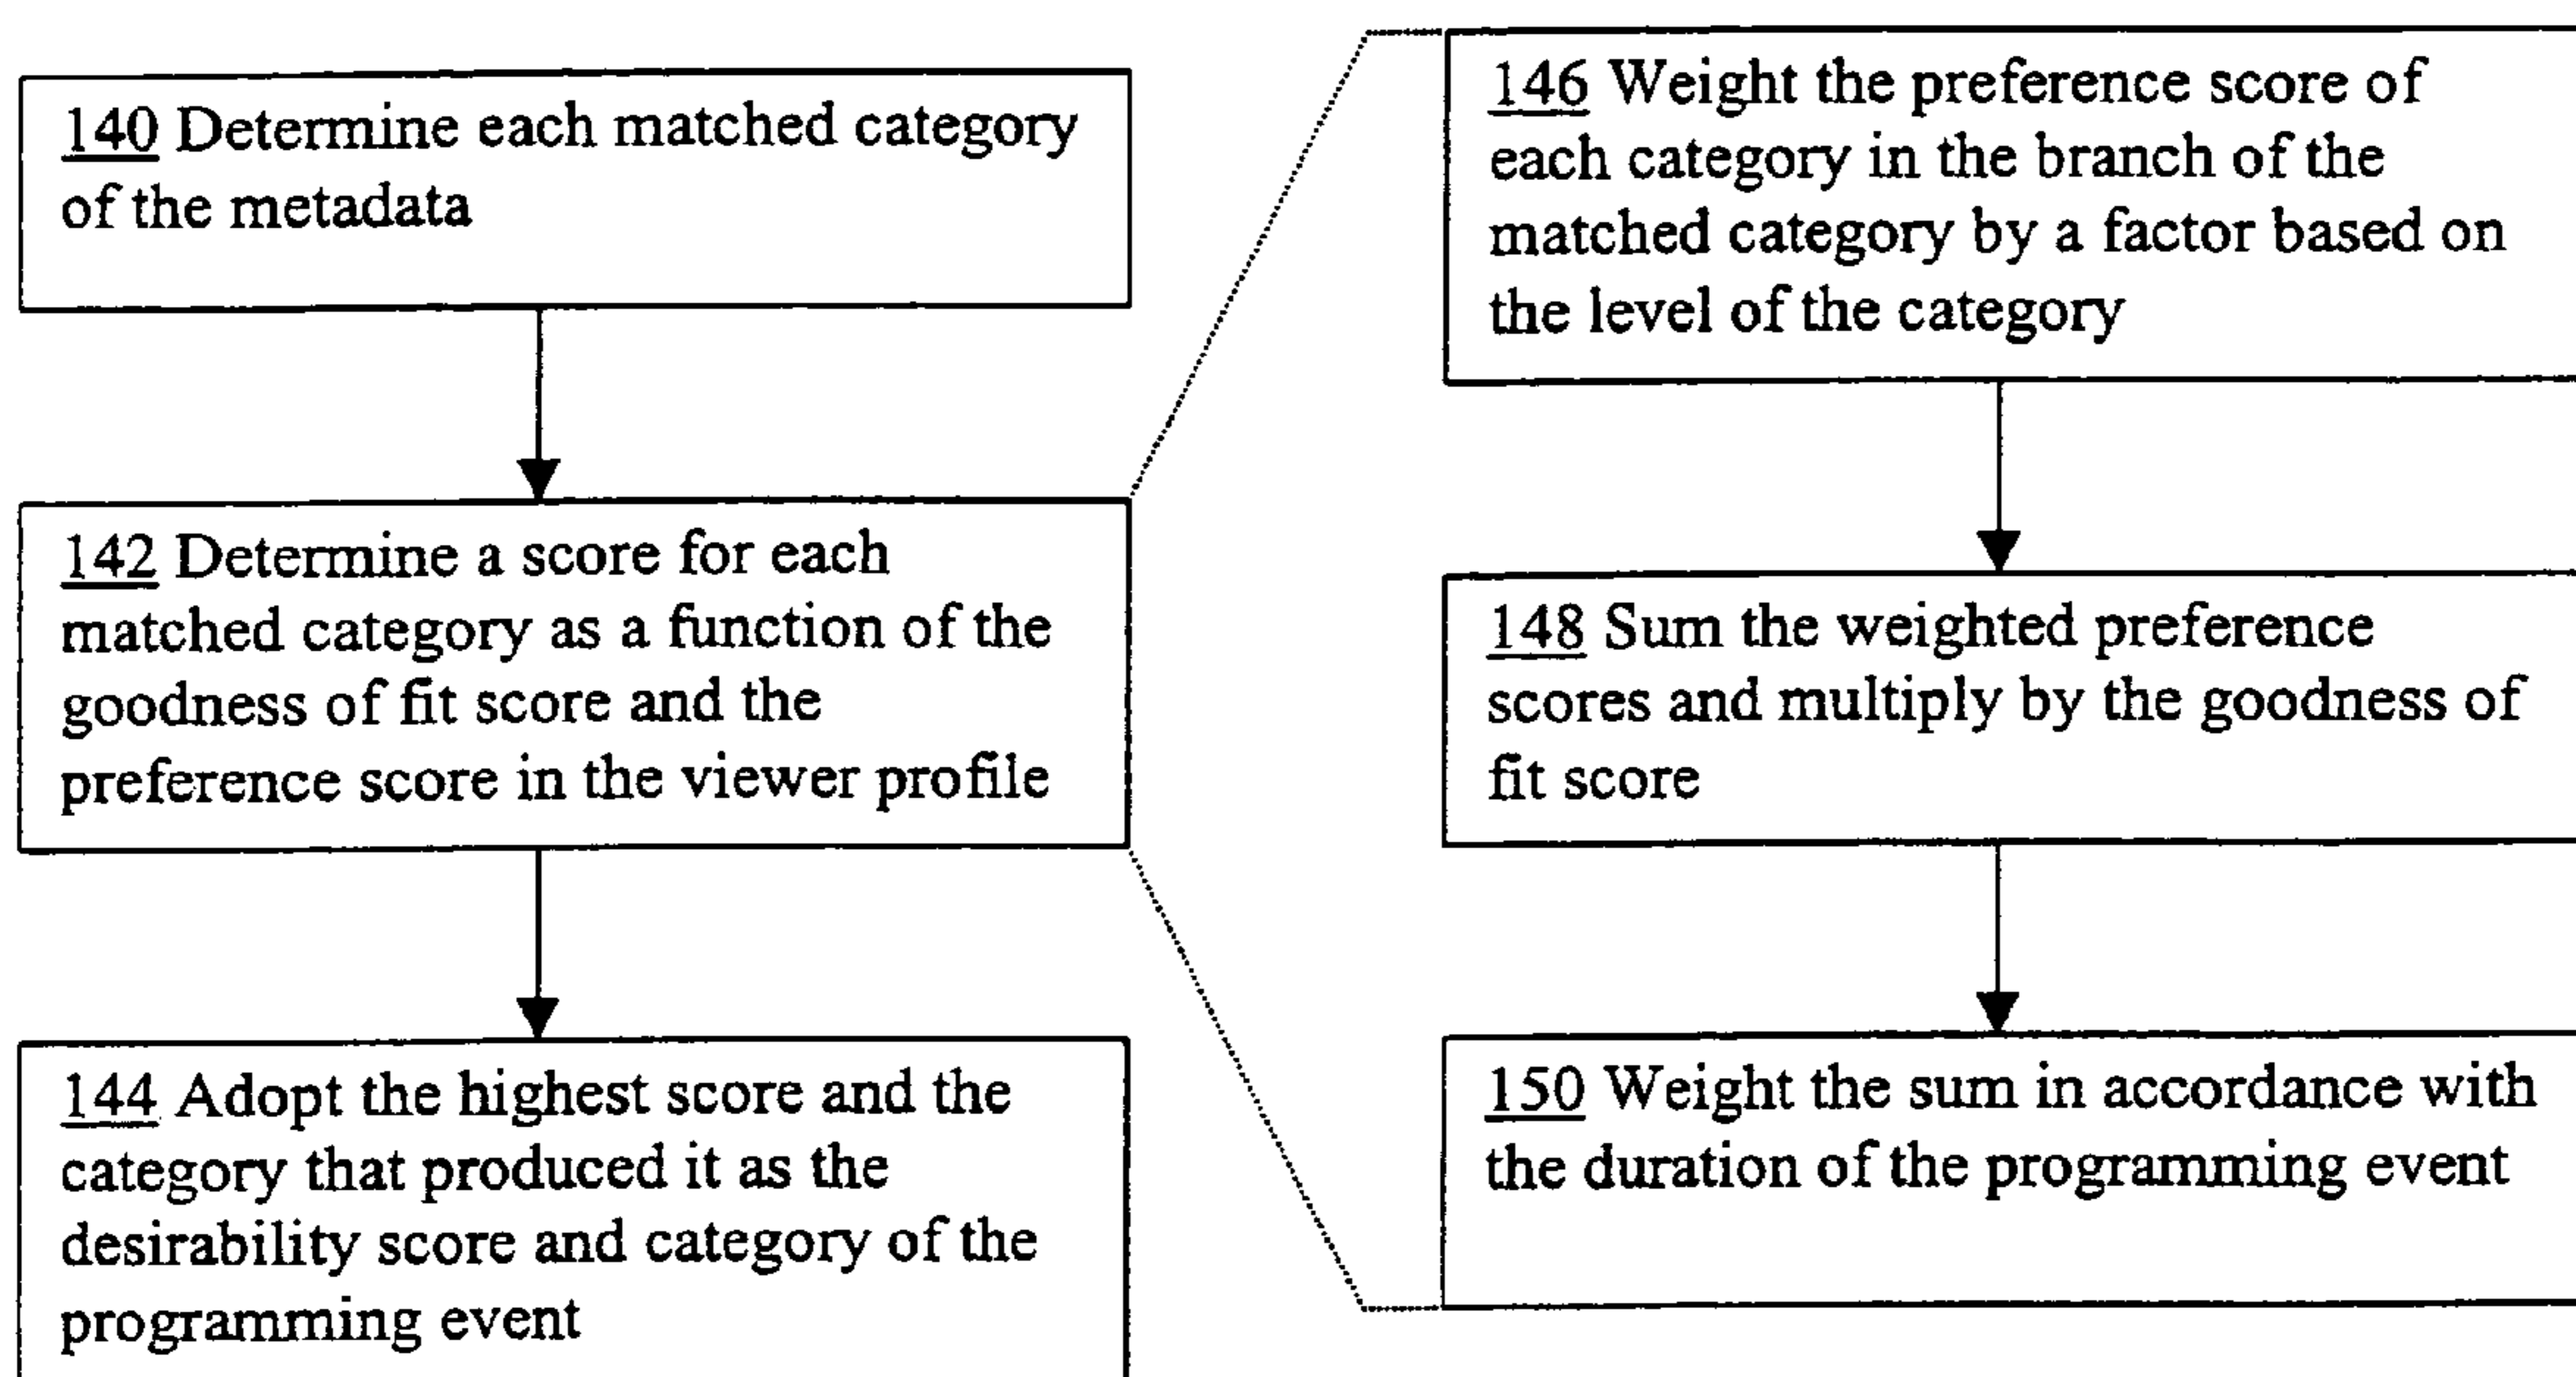 140 Determine each matched category
of the metadata
142 Determine a score for each
matched category as a function of the
goodness of fit score and the
preference score in the viewer profile
144 Adopt the highest score and the
category that produced it as the
desirability score and category of the
programming event
146 Weight the preference score of
each category in the branch of the
matched category by a factor based on
the level of the category
148 Sum the weighted preference
scores and multiply by the goodness of
fit score
150 Weight the sum in accordance with
the duration of the programming event